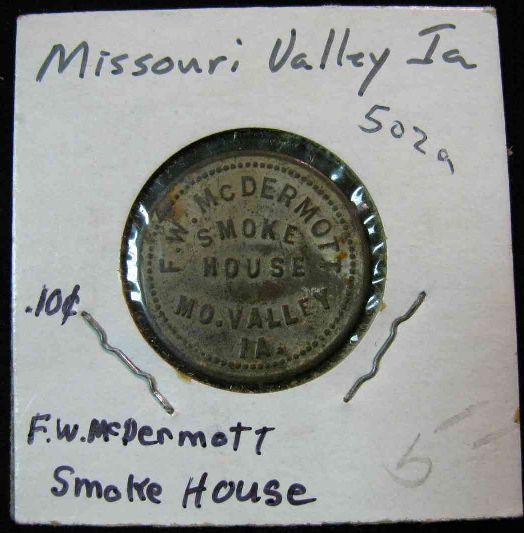 Missouri Valley Ia
502a
F.W. McDERMOTT
SMOKE
HOUSE
MO. VALLEY
IA.
.10¢
F.W. McDermott
Smoke House
5-